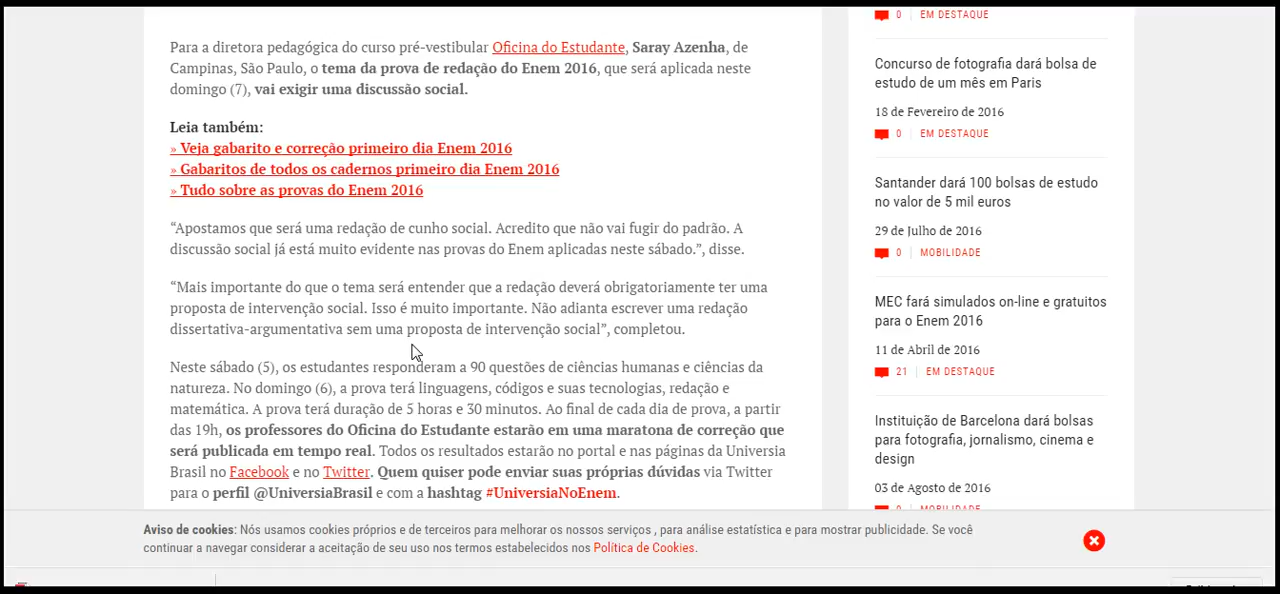 Para a diretora pedagógica do curso pré-vestibular Oficina do Estudante, Saray Azenha, de
Campinas, São Paulo, o tema da prova de redação do Enem 2016, que será aplicada neste
domingo (7), vai exigir uma discussão social.
Leia também:
» Veja gabarito e correção primeiro dia Enem 2016
» Gabaritos de todos os cadernos primeiro dia Enem 2016
» Tudo sobre as provas do Enem 2016
“Apostamos que será uma redação de cunho social. Acredito que não vai fugir do padrão. A
discussão social já está muito evidente nas provas do Enem aplicadas neste sábado.”, disse.
“Mais importante do que o tema será entender que a redação deverá obrigatoriamente ter uma
proposta de intervenção social. Isso é muito importante. Não adianta escrever uma redação
dissertativa-argumentativa sem uma proposta de intervenção social”, completou.
Neste sábado (5), os estudantes responderam a 90 questões de ciências humanas e ciências da
natureza. No domingo (6), a prova terá linguagens, códigos e suas tecnologias, redação e
matemática. A prova terá duração de 5 horas e 30 minutos. Ao final de cada dia de prova, a partir
das 19h, os professores do Oficina do Estudante estarão em uma maratona de correção que
será publicada em tempo real. Todos os resultados estarão no portal e nas páginas da Universia
Brasil no Facebook e no Twitter. Quem quiser pode enviar suas próprias dúvidas via Twitter
para o perfil @UniversiaBrasil e com a hashtag #UniversiaNoEnem.
0 EM DESTAQUE
Concurso de fotografia dará bolsa de
estudo de um mês em Paris
18 de Fevereiro de 2016
0 EM DESTAQUE
Santander dará 100 bolsas de estudo
no valor de 5 mil euros
29 de Julho de 2016
0 MOBILIDADE
MEC fará simulados on-line e gratuitos
para o Enem 2016
11 de Abril de 2016
21 EM DESTAQUE
Instituição de Barcelona dará bolsas
para fotografia, jornalismo, cinema e
design
03 de Agosto de 2016
0 MOBILIDADE
Aviso de cookies: Nós usamos cookies próprios e de terceiros para melhorar os nossos serviços , para análise estatística e para mostrar publicidade. Se você
continuar a navegar considerar a aceitação de seu uso nos termos estabelecidos nos Política de Cookies.